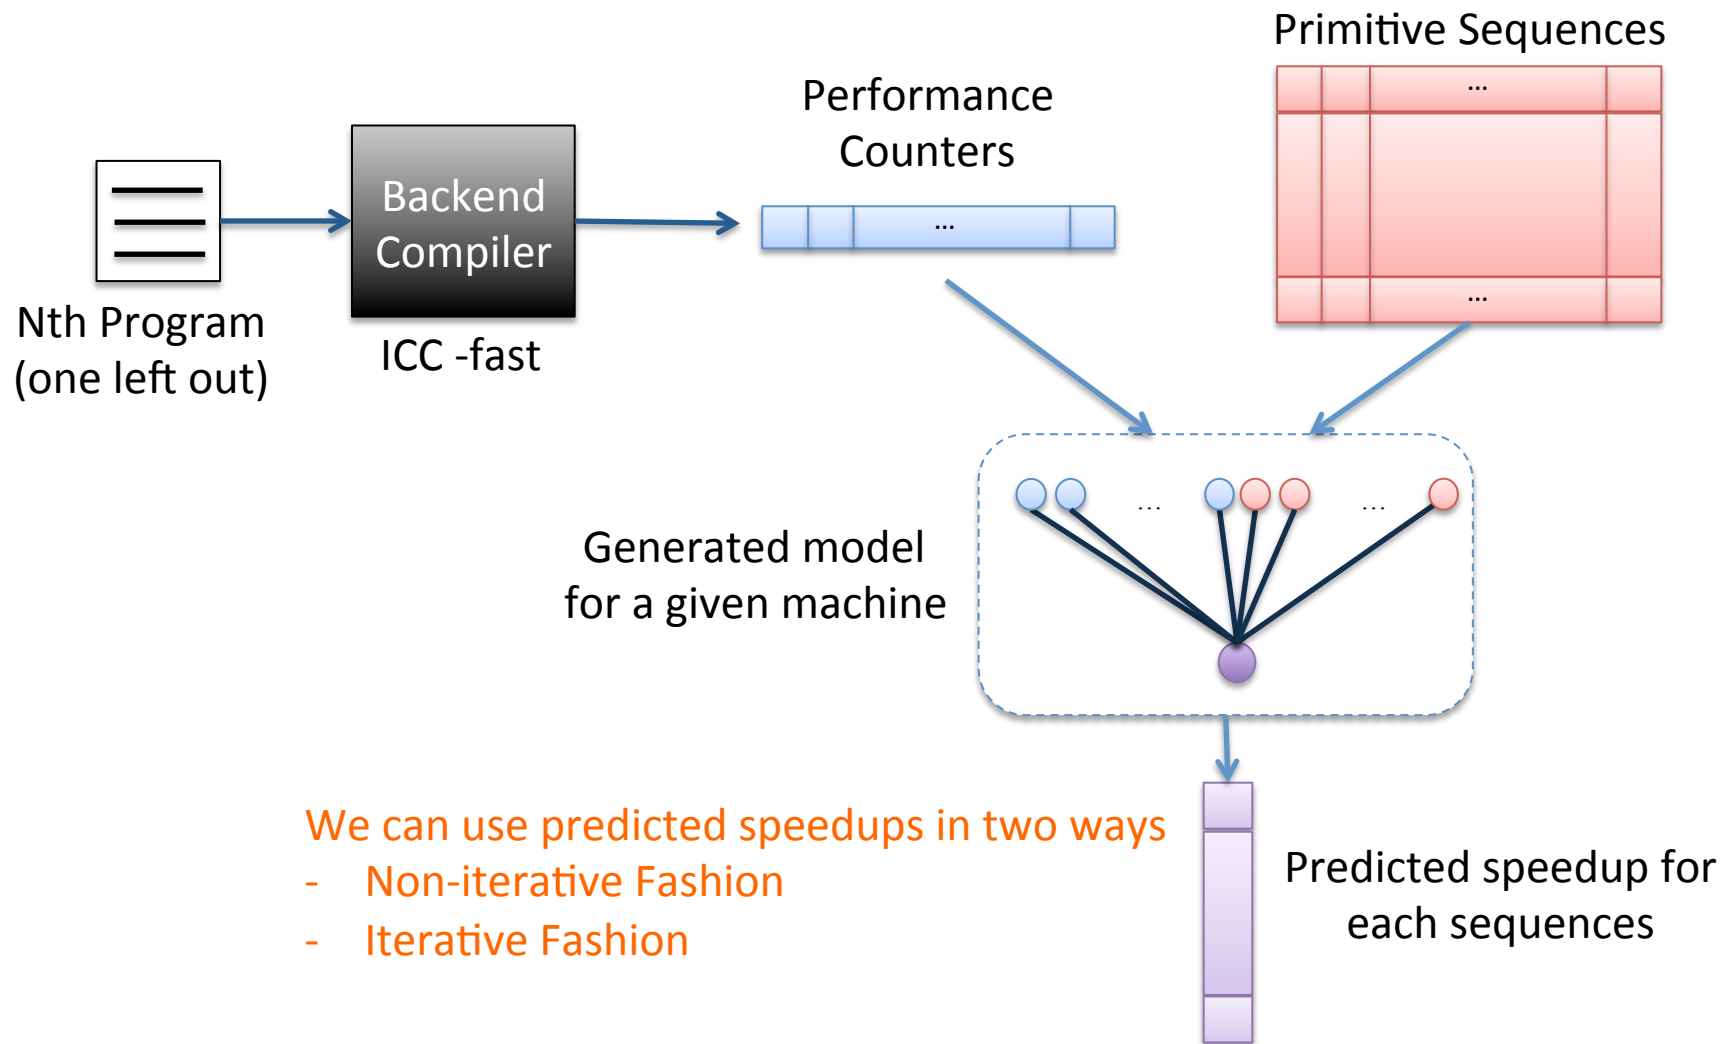 Primitive Sequences
...
...
Performance
Counters
...
Backend
Compiler
ICC -fast
Nth Program
(one left out)
...
...
Generated model
for a given machine
We can use predicted speedups in two ways
- Non-iterative Fashion
- Iterative Fashion
Predicted speedup for
each sequences